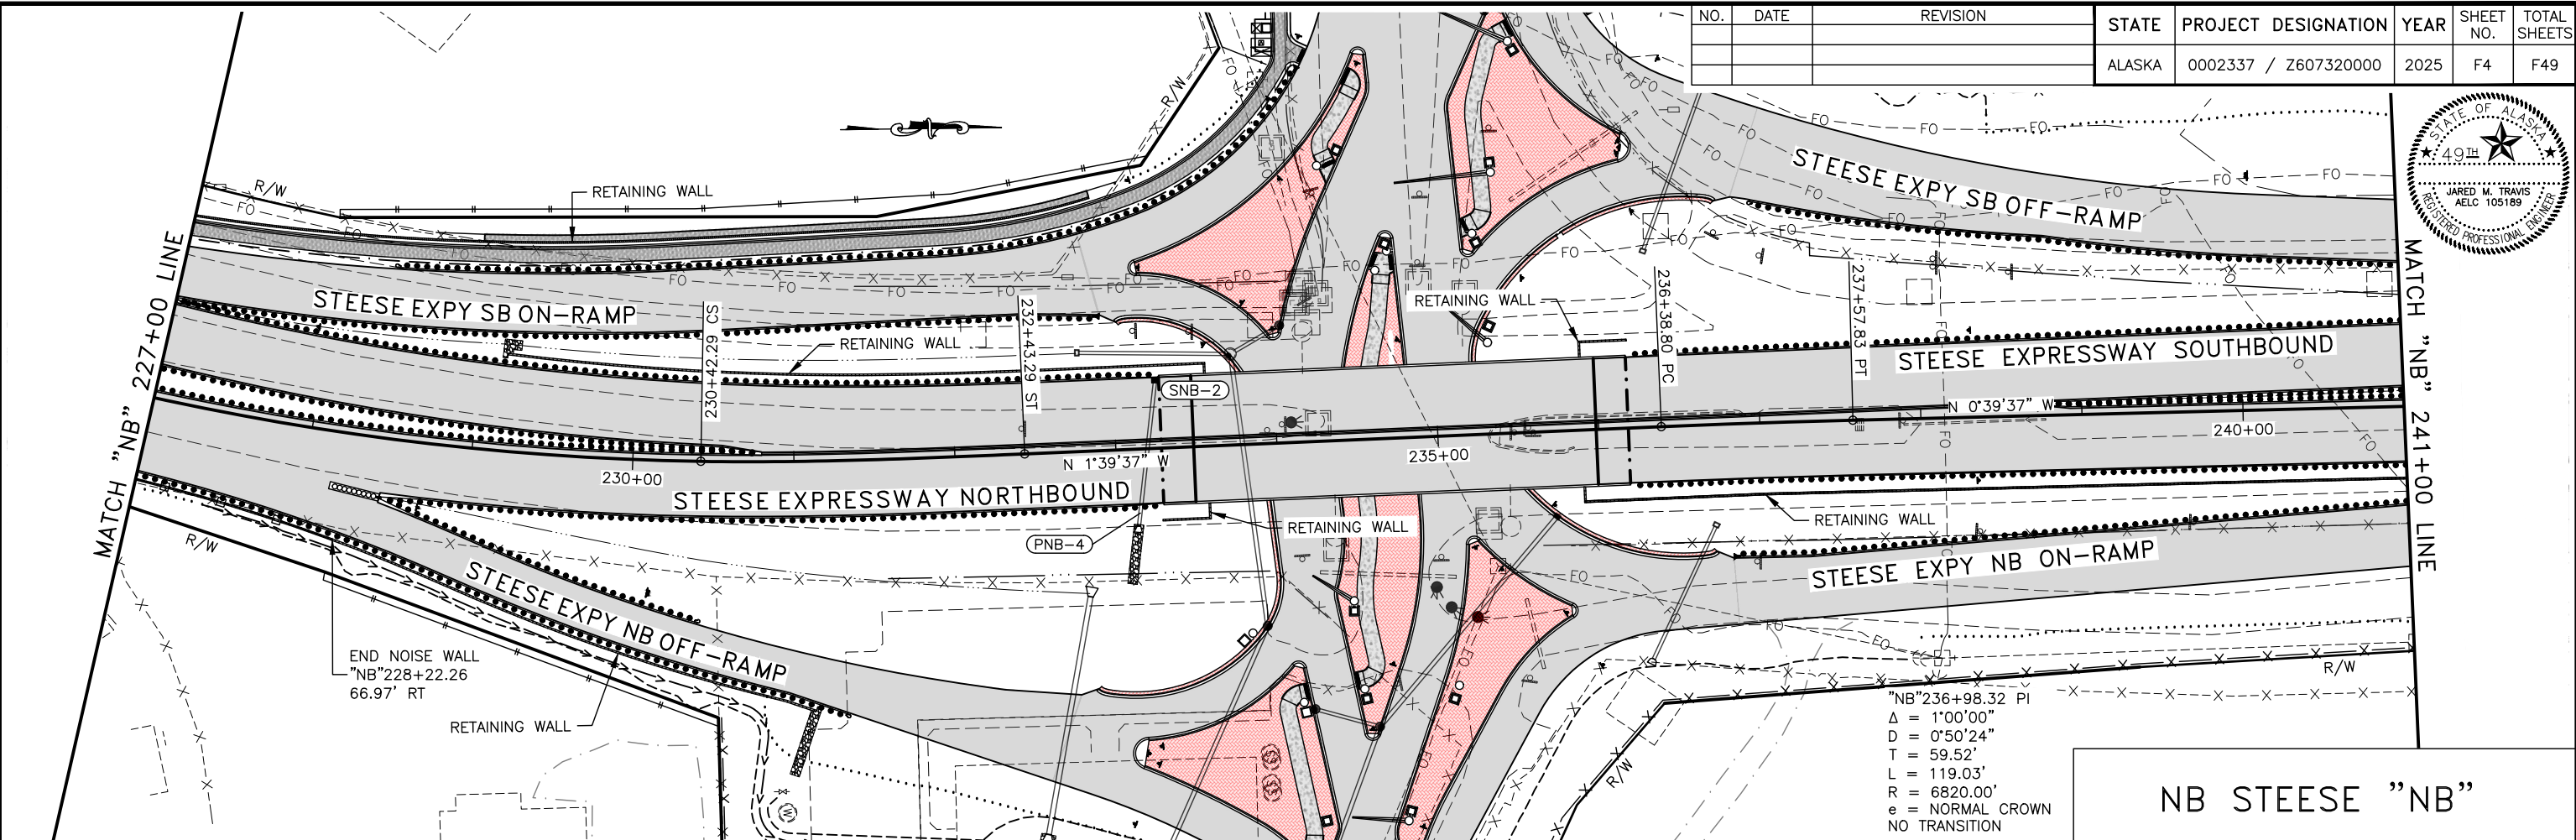 NO. DATE REVISION
STATE PROJECT DESIGNATION YEAR SHEET NO. TOTAL SHEETS
ALASKA 0002337 / Z607320000 2025 F4 F49
STATE OF ALASKA
49TH
JARED M. TRAVIS
AELC 105189
REGISTERED PROFESSIONAL ENGINEER
R/W
R/W
RETAINING WALL
FO
STEESE EXPY SB OFF-RAMP
MATCH "NB" 227+00 LINE
STEESE EXPY SB ON-RAMP
230+42.29 CS
232+43.29 ST
RETAINING WALL
RETAINING WALL
236+38.80 PC
237+57.83 PT
STEESE EXPRESSWAY SOUTHBOUND
MATCH "NB" 241+00 LINE
SNB-2
N 0°39'37" W
240+00
235+00
N 1°39'37" W
230+00
STEESE EXPRESSWAY NORTHBOUND
RETAINING WALL
RETAINING WALL
PNB-4
R/W
STEESE EXPY NB OFF-RAMP
STEESE EXPY NB ON-RAMP
END NOISE WALL
"NB"228+22.26
66.97' RT
RETAINING WALL
R/W
R/W
"NB"236+98.32 PI
Δ = 1°00'00"
D = 0°50'24"
T = 59.52'
L = 119.03'
R = 6820.00'
e = NORMAL CROWN
NO TRANSITION
NB STEESE "NB"